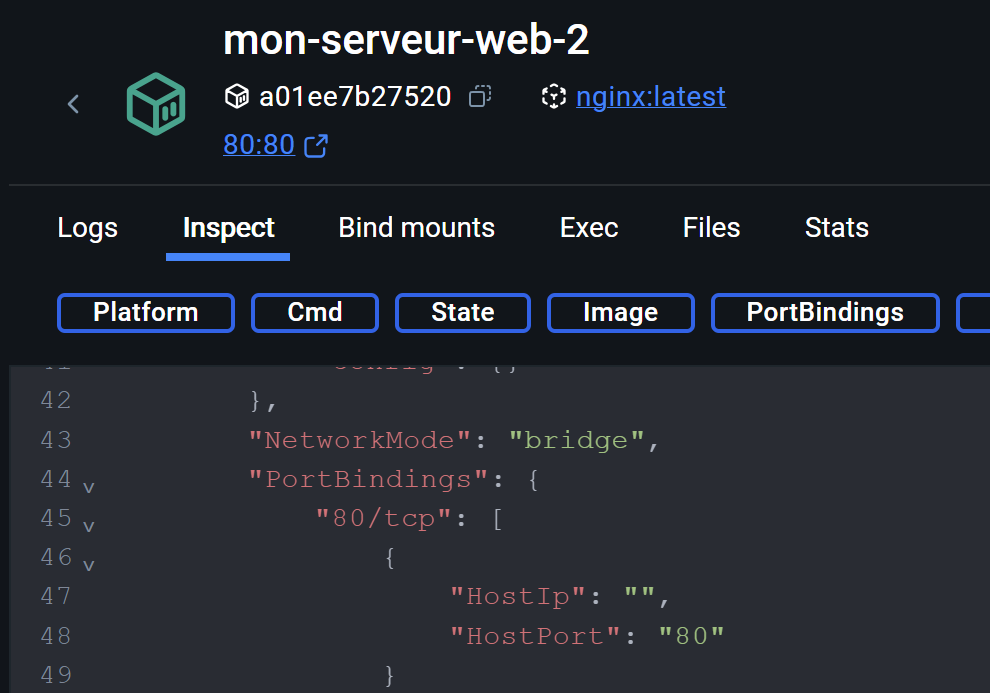 mon-serveur-web-2
a01ee7b27520 nginx:latest
80:80
Logs Inspect Bind mounts Exec Files Stats
Platform Cmd State Image PortBindings
42 },
43 "NetworkMode": "bridge",
44 "PortBindings": {
45 "80/tcp": [
46 {
47 "HostIp": "",
48 "HostPort": "80"
49 }